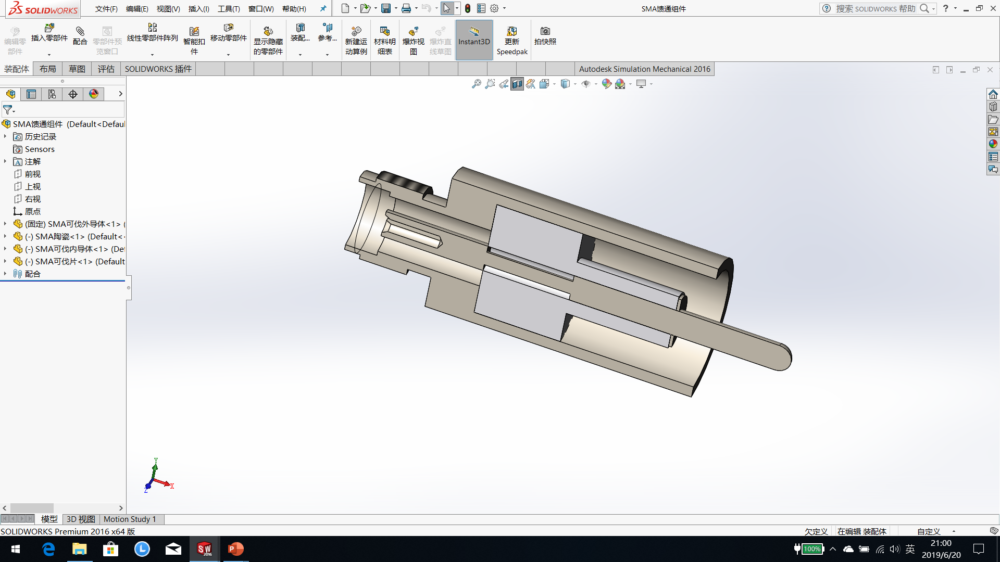 SOLIDWORKS
文件(F) 编辑(E) 视图(V) 插入(I) 工具(T) 窗口(W) 帮助(H)
SMA馈通组件
搜索 SOLIDWORKS 帮助
?
编辑零部件
插入零部件
配合
零部件预览窗口
线性零部件阵列
智能扣件
移动零部件
显示隐藏的零部件
装配...
参考...
新建运动算例
材料明细表
爆炸视图
爆炸直线草图
Instant3D
更新 Speedpak
拍快照
装配体 布局 草图 评估 SOLIDWORKS 插件 Autodesk Simulation Mechanical 2016
SMA馈通组件 (Default<Defau
历史记录
Sensors
注解
前视
上视
右视
原点
(固定) SMA可伐外导体<1> (
(-) SMA陶瓷<1> (Default<
(-) SMA可伐内导体<1> (De
(-) SMA可伐片<1> (Default
配合
Y
X
Z
模型 3D 视图 Motion Study 1
SOLIDWORKS Premium 2016 x64 版
欠定义 在编辑 装配体 自定义
SW 2016
100%
英
21:00
2019/6/20